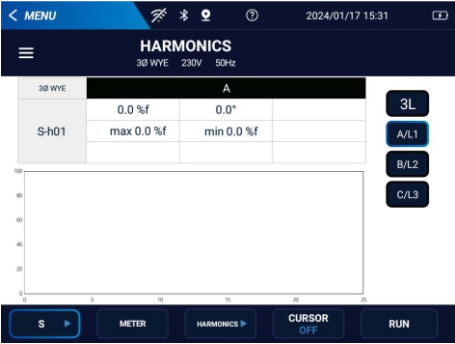 < MENU ? 2024/01/17 15:31
HARMONICS
3Ø WYE 230V 50Hz
3Ø WYE A
S-h01 0.0 %f 0.0°
max 0.0 %f min 0.0 %f
3L
A/L1
B/L2
C/L3
100
80
60
40
20
0
0 5 10 15 20 25
S METER HARMONICS CURSOR OFF RUN